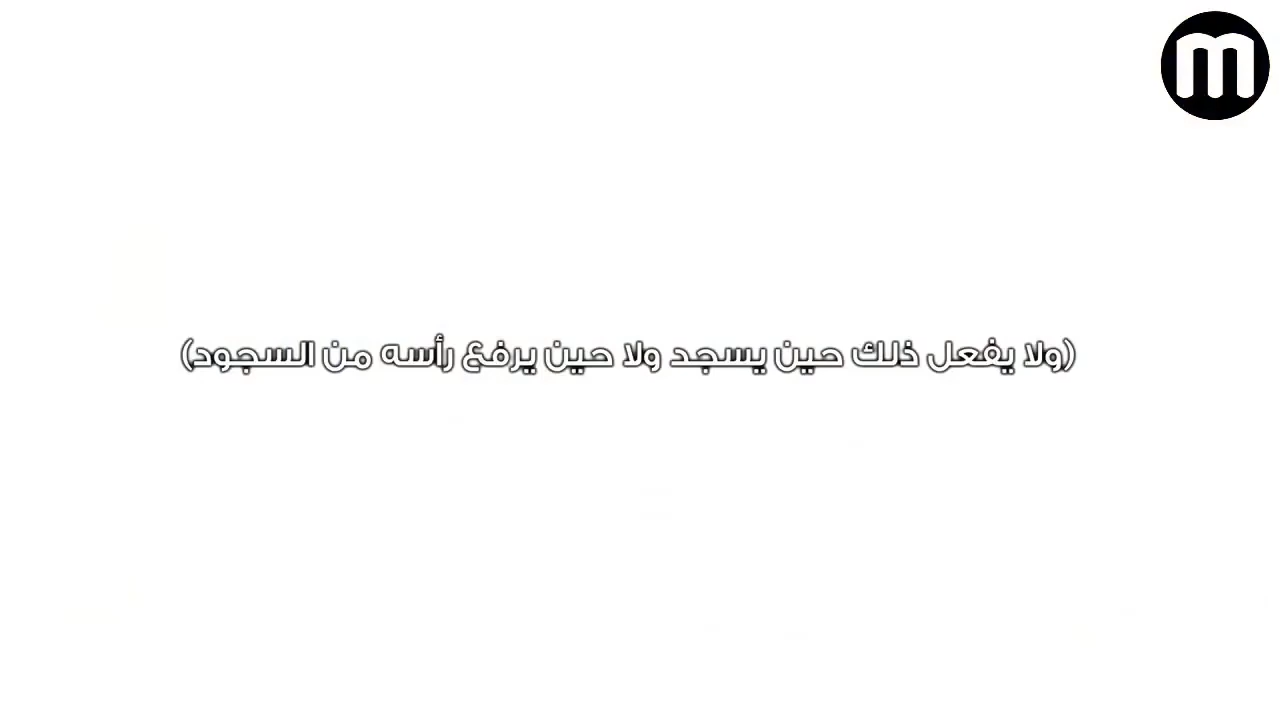 m
(ولا يفعل ذلك حين يسجد ولا حين يرفع رأسه من السجود)